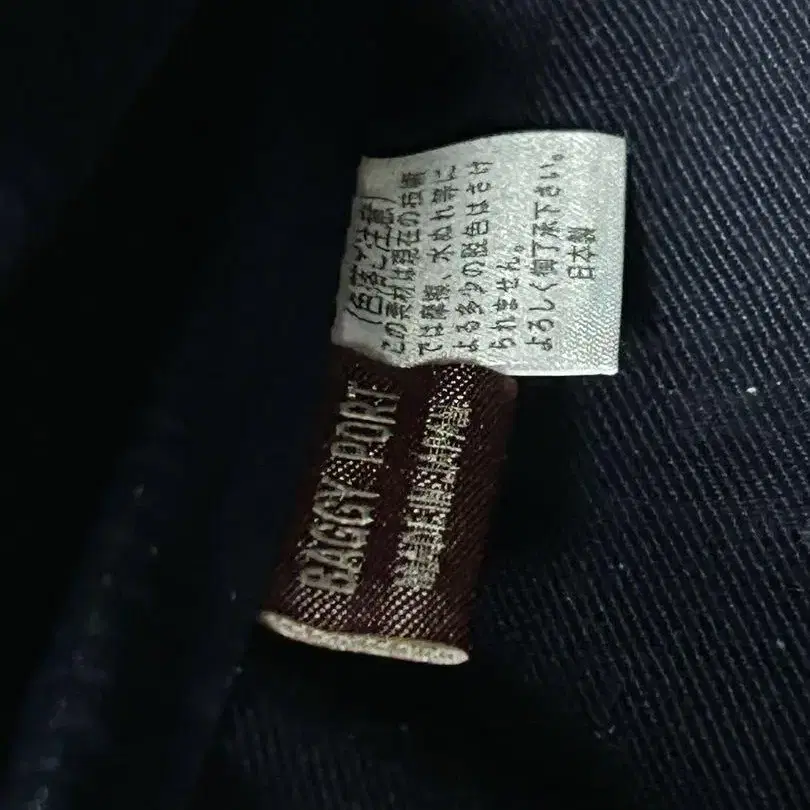 (色落ご注意)
この素材は現在の技術
では摩擦、水ぬれ等に
よる多少の脱色はさけ
られません。
よろしく御了承下さい。
日本製
BAGGY PORT